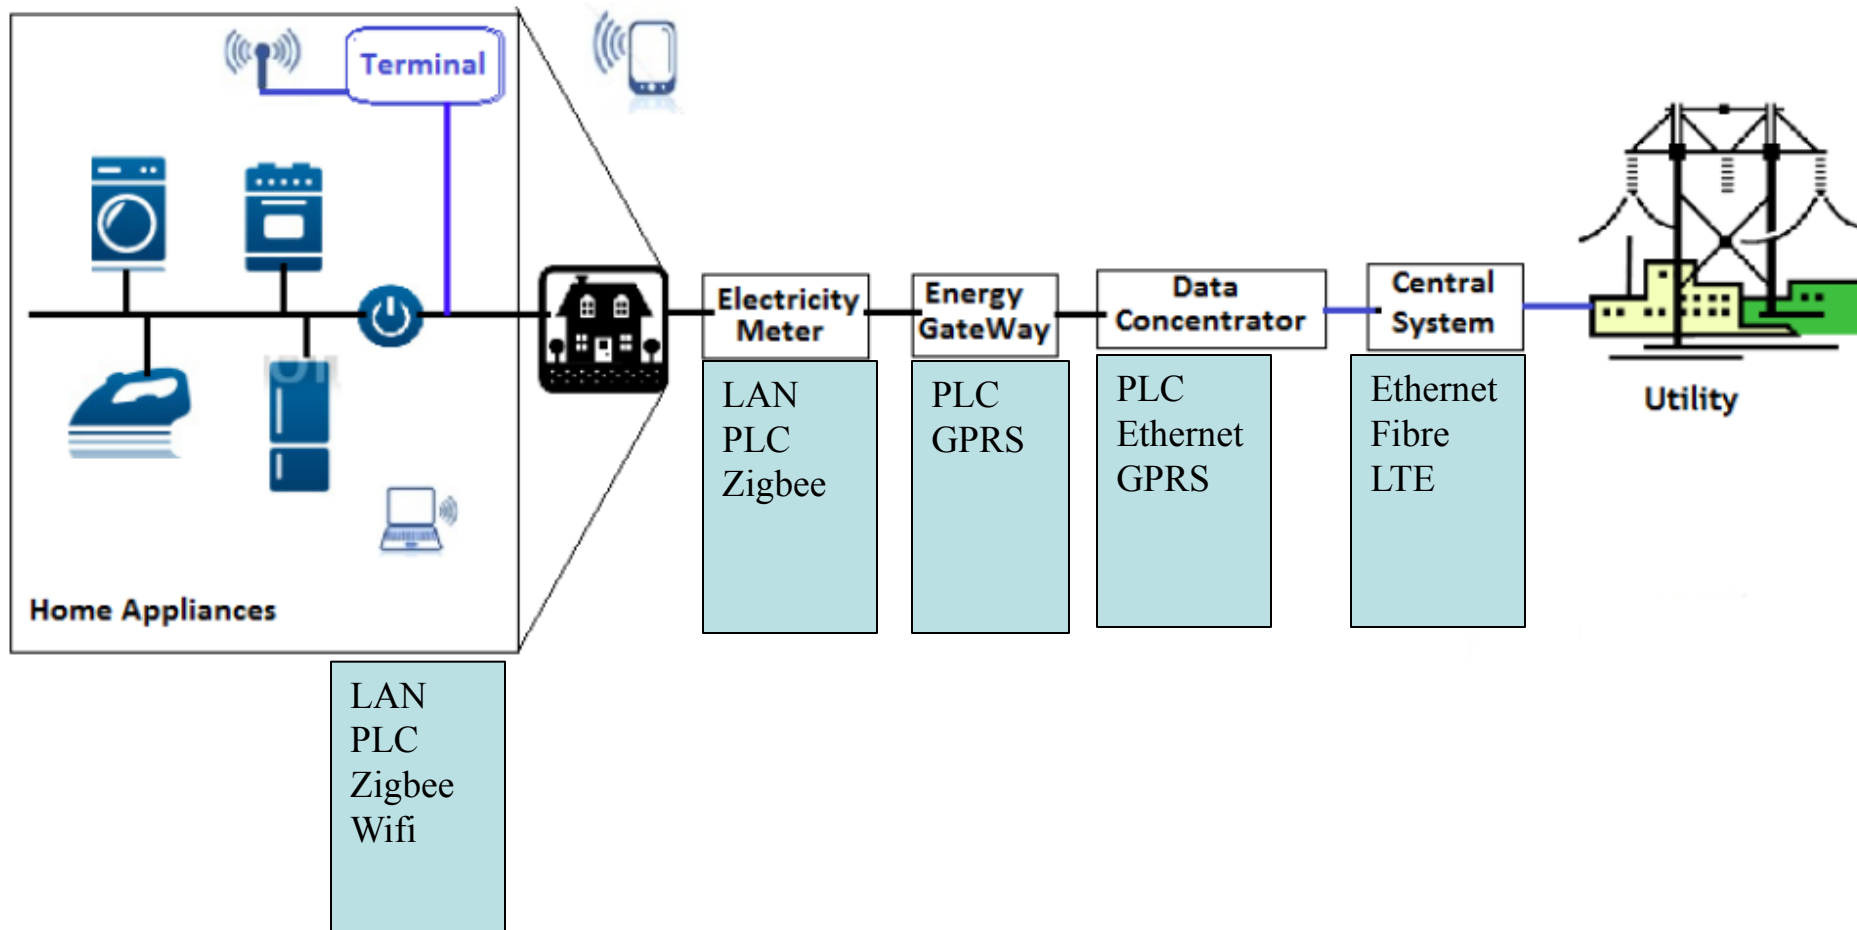 Terminal
Home Appliances
Electricity
Meter
Energy
GateWay
Data
Concentrator
Central
System
Utility
LAN
PLC
Zigbee
PLC
GPRS
PLC
Ethernet
GPRS
Ethernet
Fibre
LTE
LAN
PLC
Zigbee
Wifi